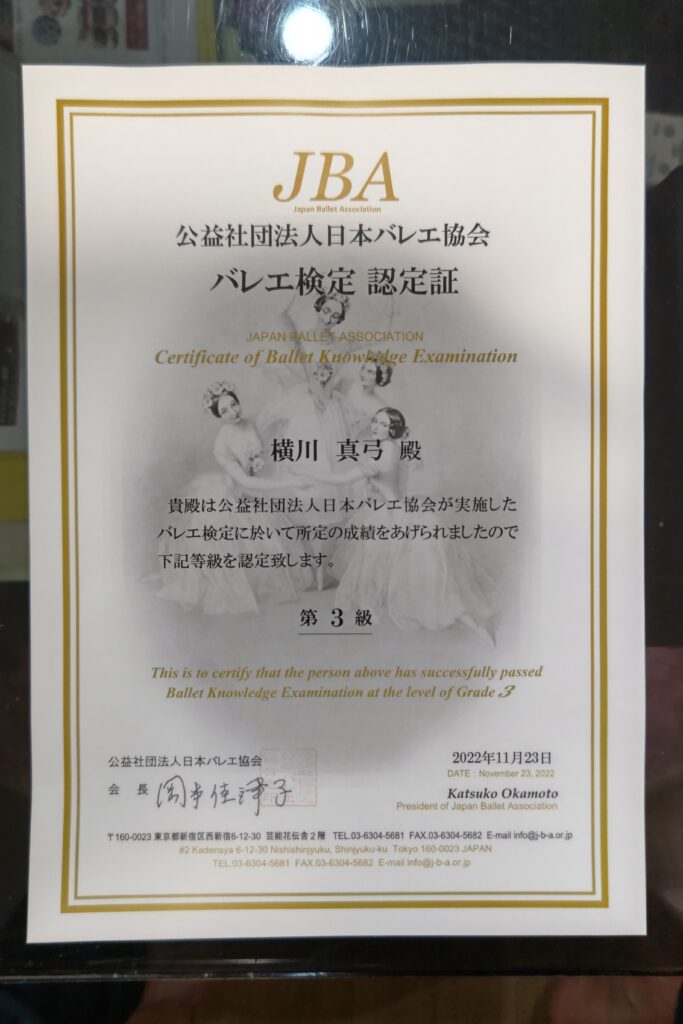 JBA
Japan Ballet Association
公益社団法人日本バレエ協会
バレエ検定 認定証
JAPAN BALLET ASSOCIATION
Certificate of Ballet Knowledge Examination
横川 真弓 殿
貴殿は公益社団法人日本バレエ協会が実施した
バレエ検定に於いて所定の成績をあげられましたので
下記等級を認定致します。
第 3 級
This is to certify that the person above has successfully passed
Ballet Knowledge Examination at the level of Grade 3
公益社団法人日本バレエ協会
会 長 岡本佳津子
2022年11月23日
DATE : November 23, 2022
Katsuko Okamoto
President of Japan Ballet Association
〒160-0023 東京都新宿区西新宿6-12-30 芸能花伝舎2階 TEL.03-6304-5681 FAX.03-6304-5682 E-mail info@j-b-a.or.jp
#2 Kadensya 6-12-30 Nishishinjyuku, Shinjyuku-ku Tokyo 160-0023 JAPAN
TEL.03-6304-5681 FAX.03-6304-5682 E-mail info@j-b-a.or.jp